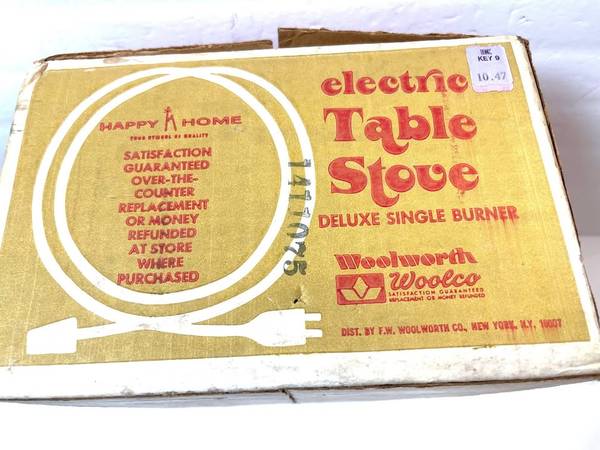 HAPPY HOME
YOUR SYMBOL OF QUALITY
SATISFACTION
GUARANTEED
OVER-THE-
COUNTER
REPLACEMENT
OR MONEY
REFUNDED
AT STORE
WHERE
PURCHASED
electric
Table
Stove
DELUXE SINGLE BURNER
KEY 9
10.47
Woolworth
Woolco
SATISFACTION GUARANTEED
REPLACEMENT OR MONEY REFUNDED
DIST. BY F.W. WOOLWORTH CO., NEW YORK, N.Y. 10007